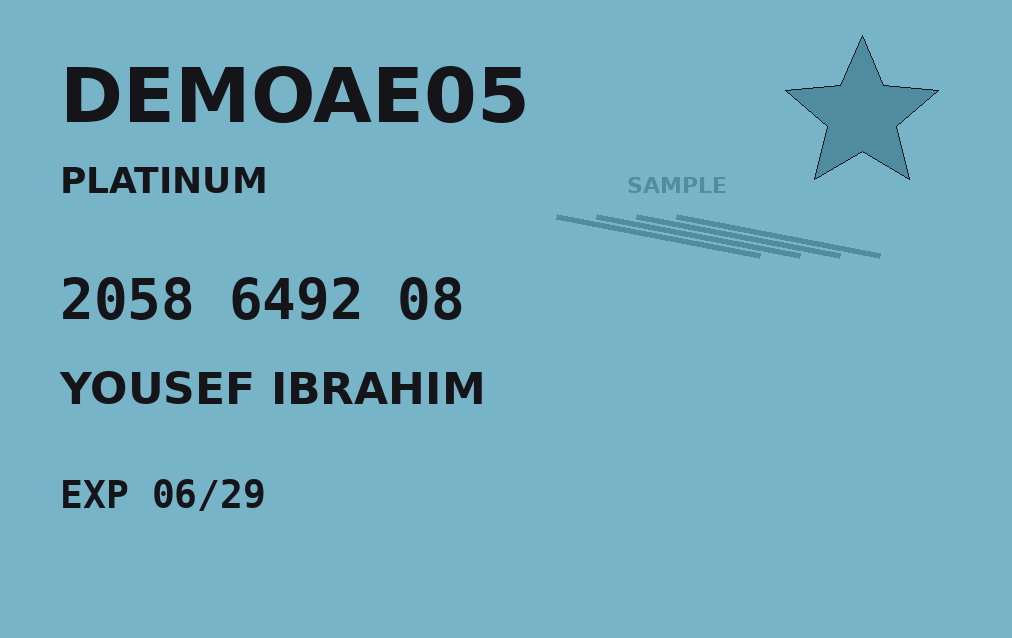 DEMOAE05
PLATINUM
SAMPLE
2058 6492 08
YOUSEF IBRAHIM
EXP 06/29